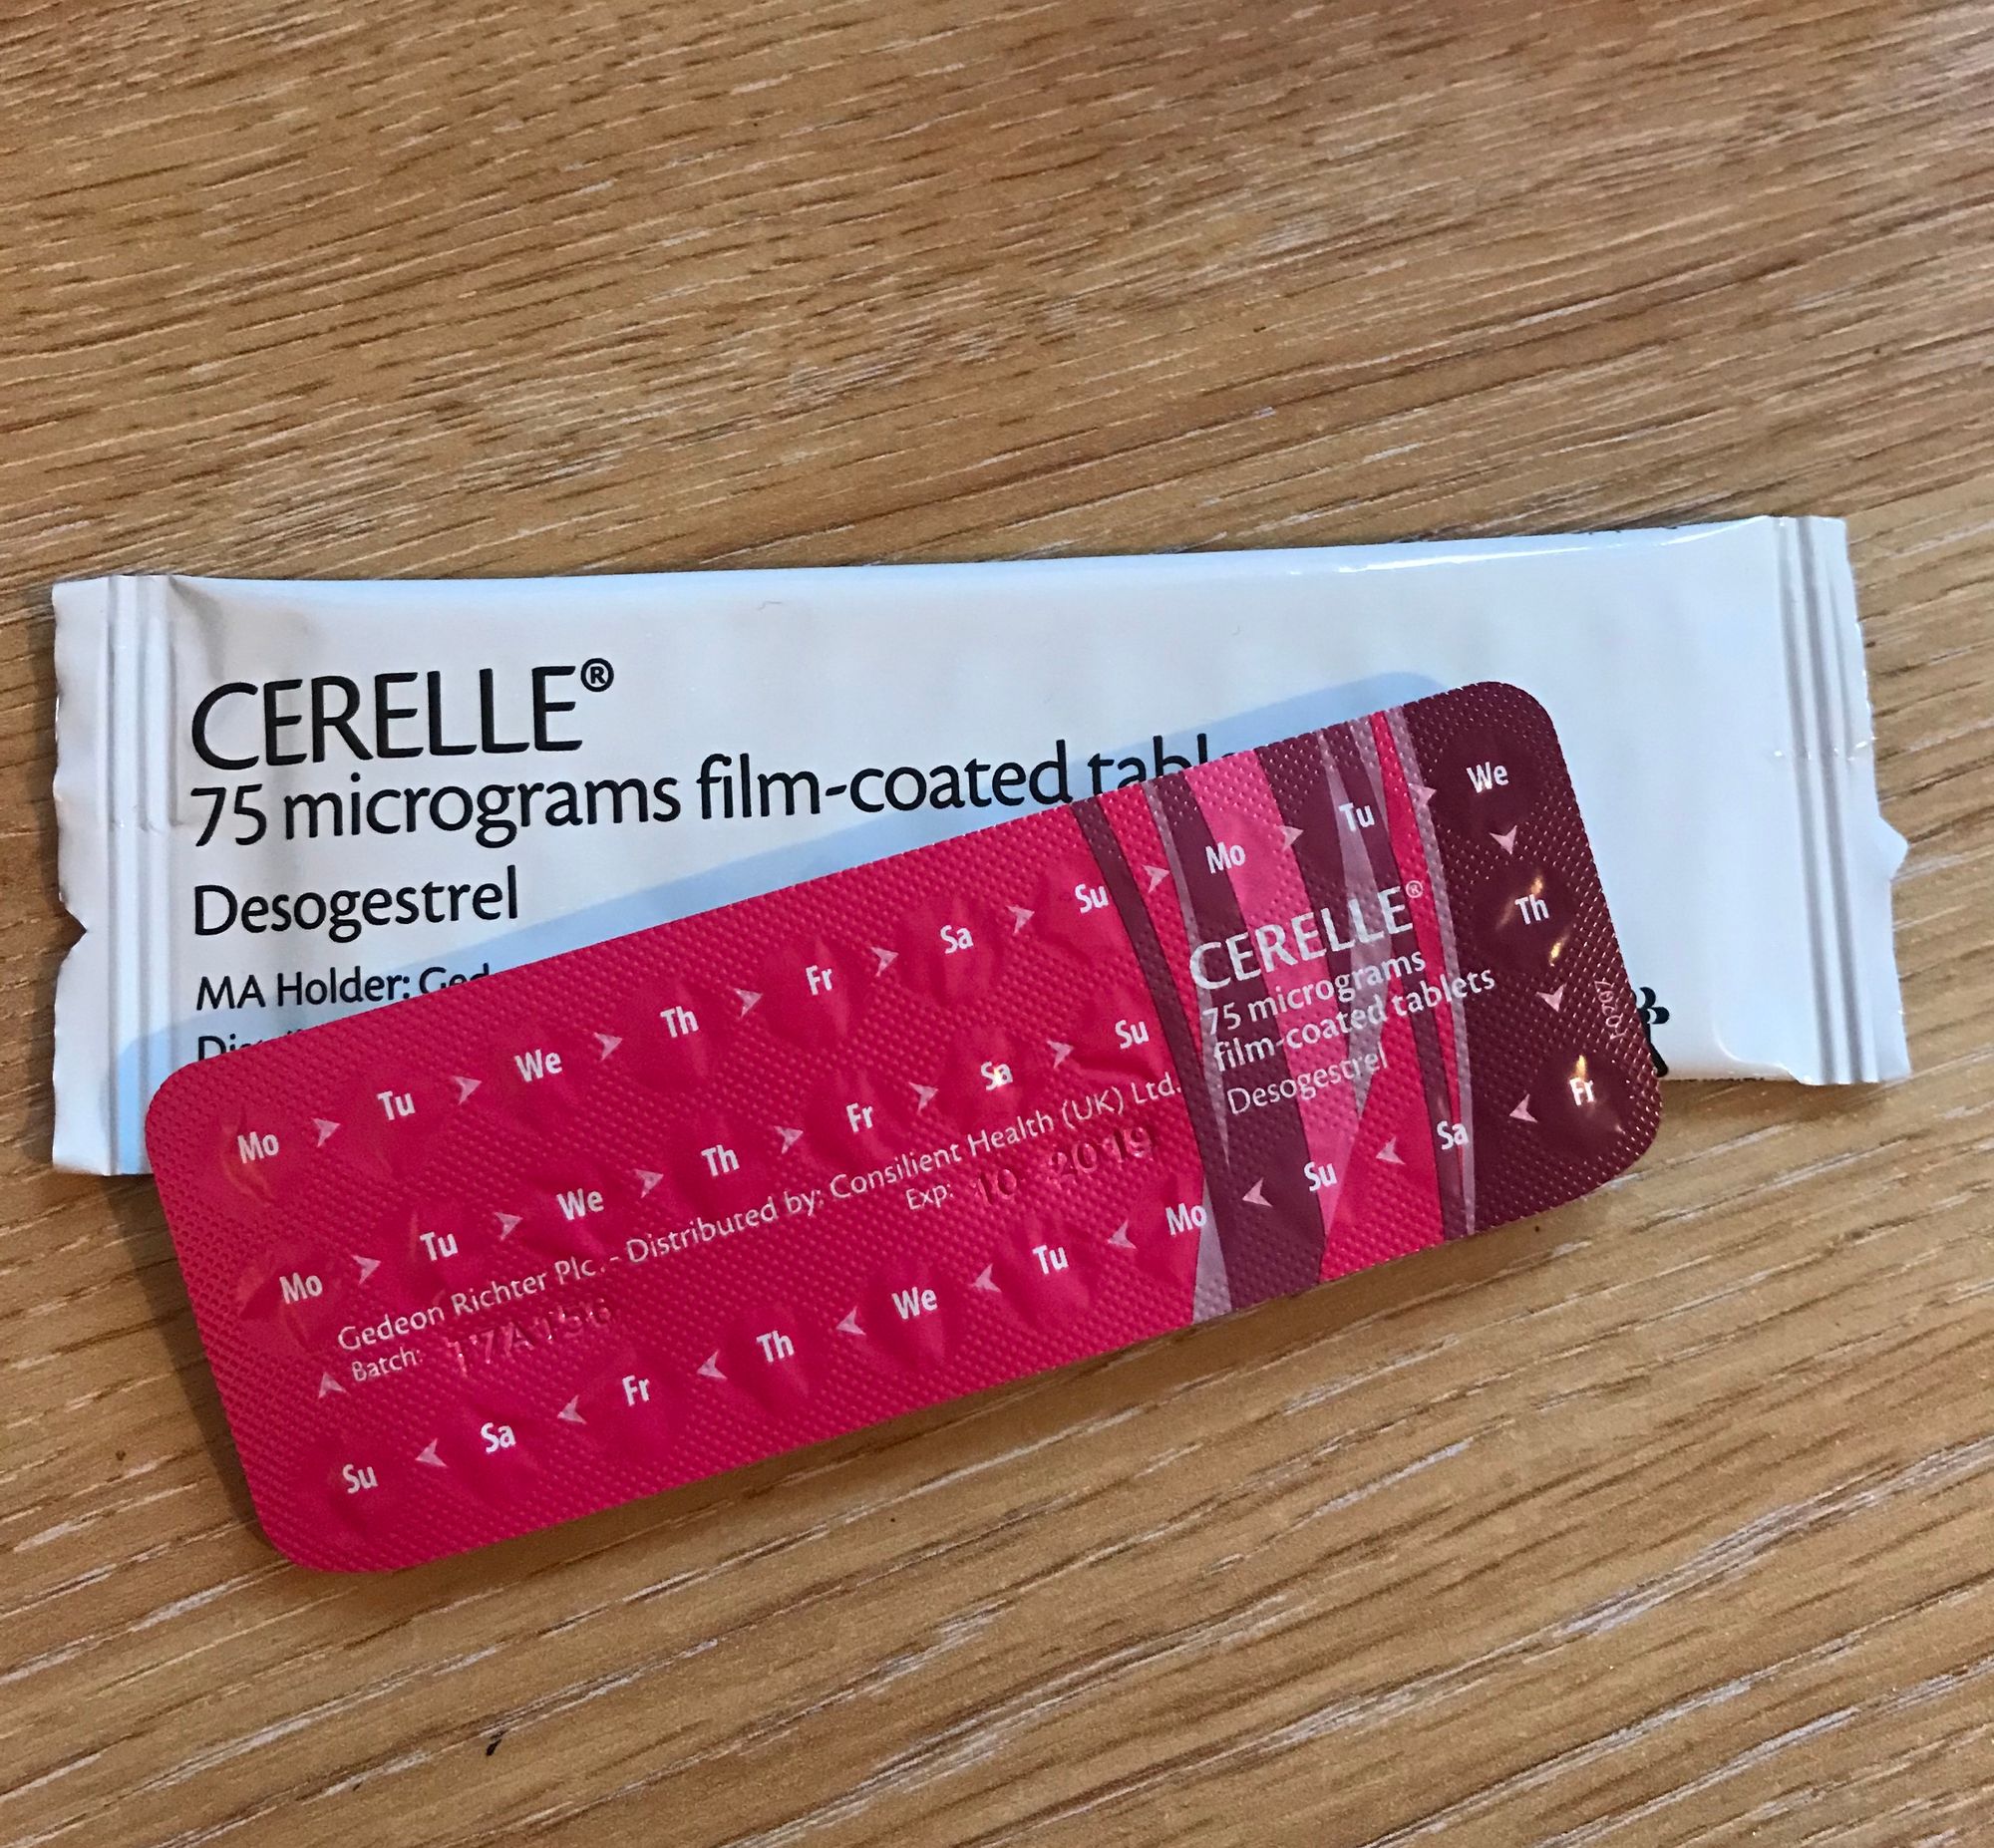 CERELLE®
75 micrograms film-coated
Desogestrel
MA Holder:
Mo Tu We Th Fr Sa Su Mo Tu We
Th
Fr
Sa Su Mo Tu We Th Fr Sa Su
Mo Tu We Th Fr Sa Su
Gedeon Richter Plc. - Distributed by: Consilient Health (UK) Ltd.
Batch: Exp: 10 2019
CERELLE®
75 micrograms
film-coated tablets
Desogestrel